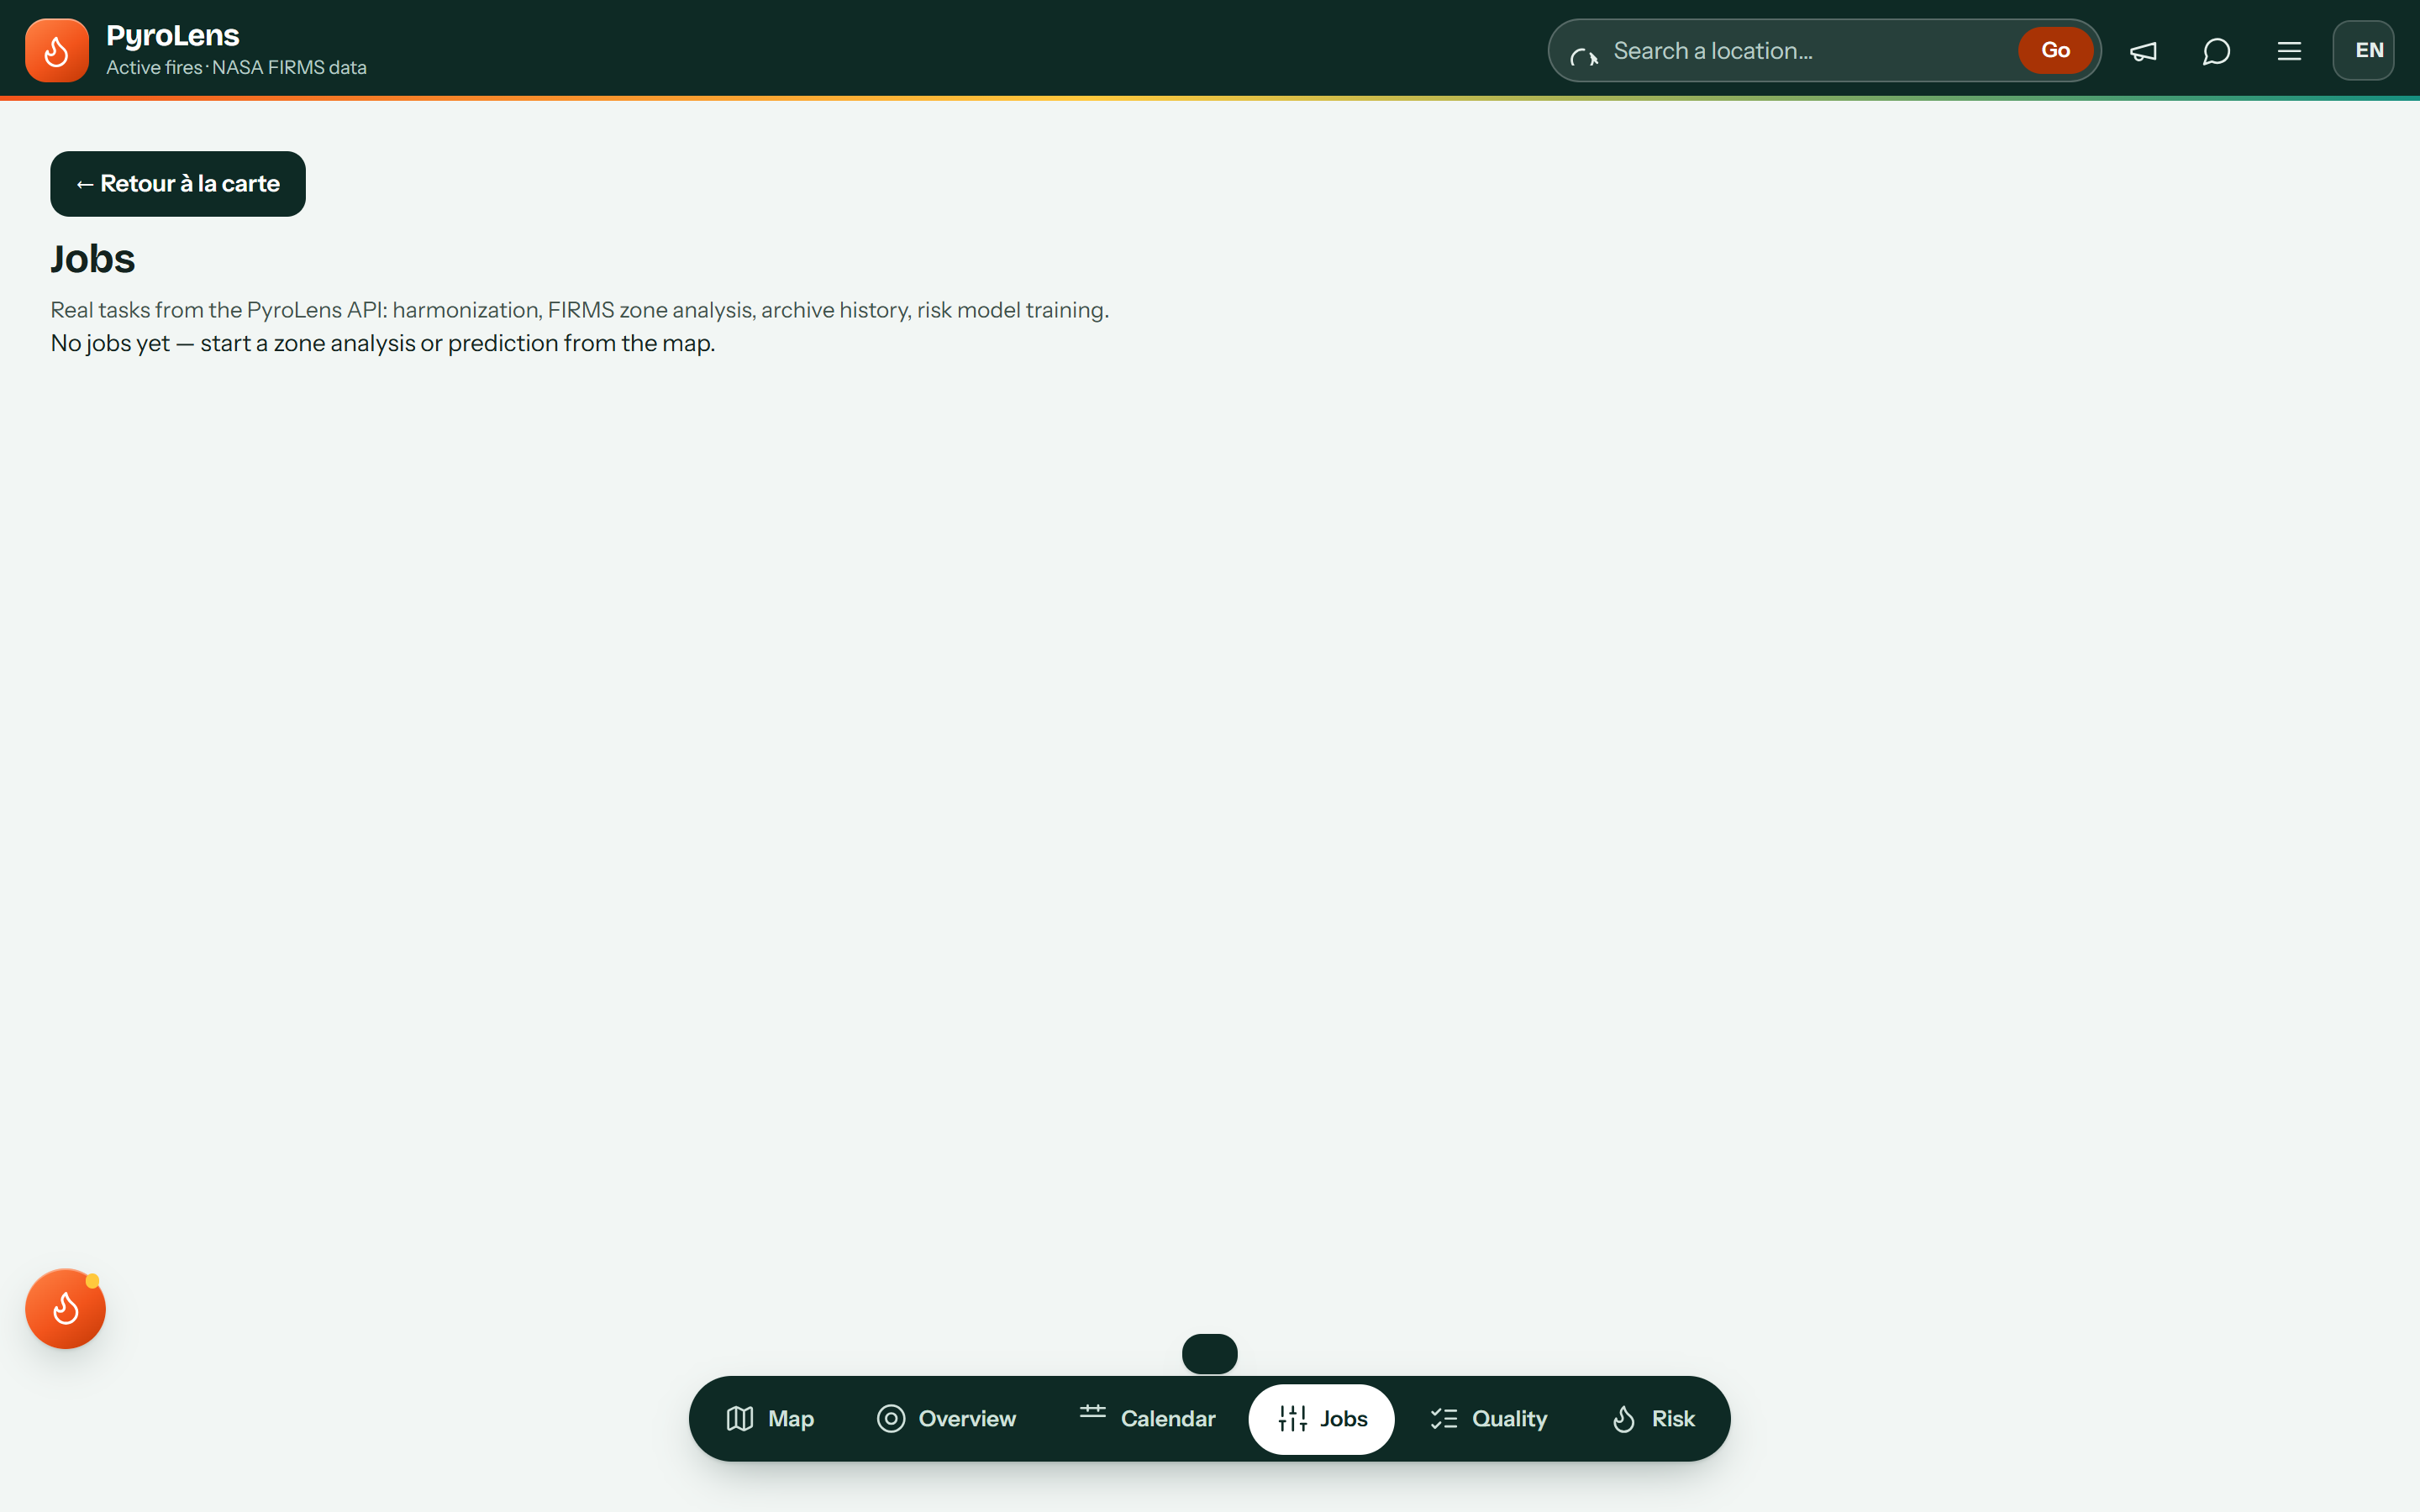 PyroLens
Active fires · NASA FIRMS data
Search a location...
Go
EN
← Retour à la carte
Jobs
Real tasks from the PyroLens API: harmonization, FIRMS zone analysis, archive history, risk model training.
No jobs yet — start a zone analysis or prediction from the map.
Map
Overview
Calendar
Jobs
Quality
Risk